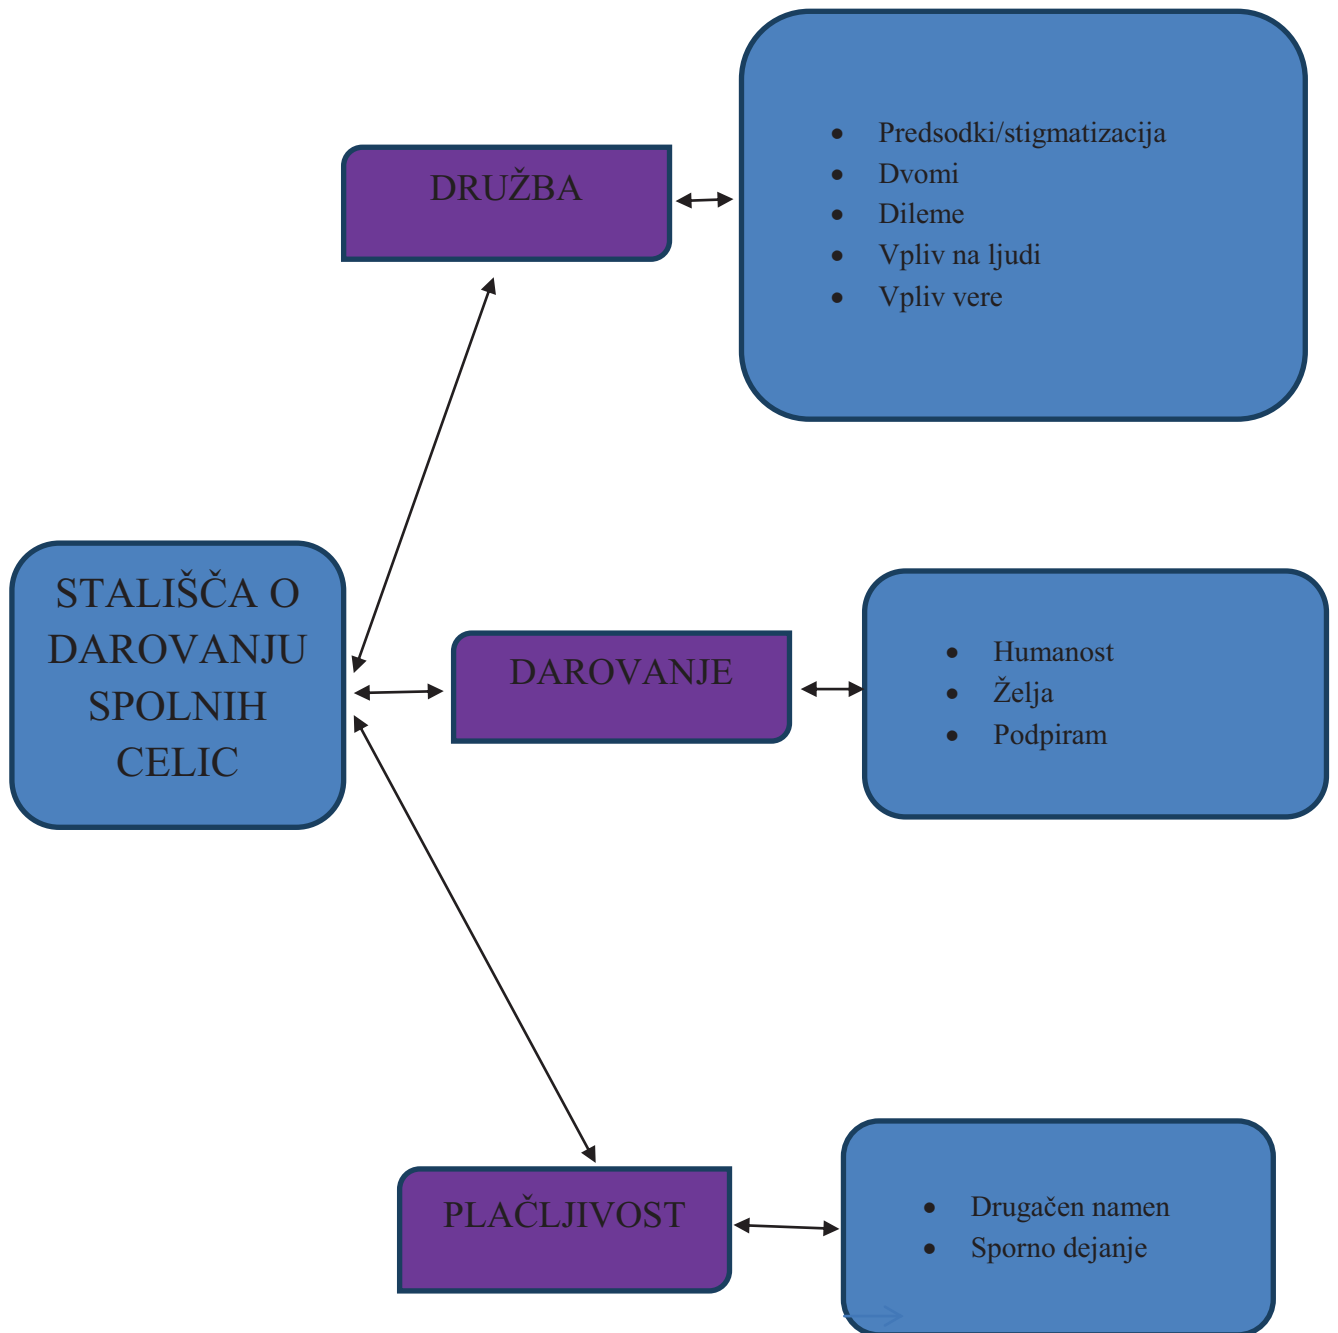 DRUŽBA
• Predsodki/stigmatizacija
• Dvomi
• Dileme
• Vpliv na ljudi
• Vpliv vere
STALIŠČA O
DAROVANJU
SPOLNIH
CELIC
DAROVANJE
• Humanost
• Želja
• Podpiram
PLAČLJIVOST
• Drugačen namen
• Sporno dejanje